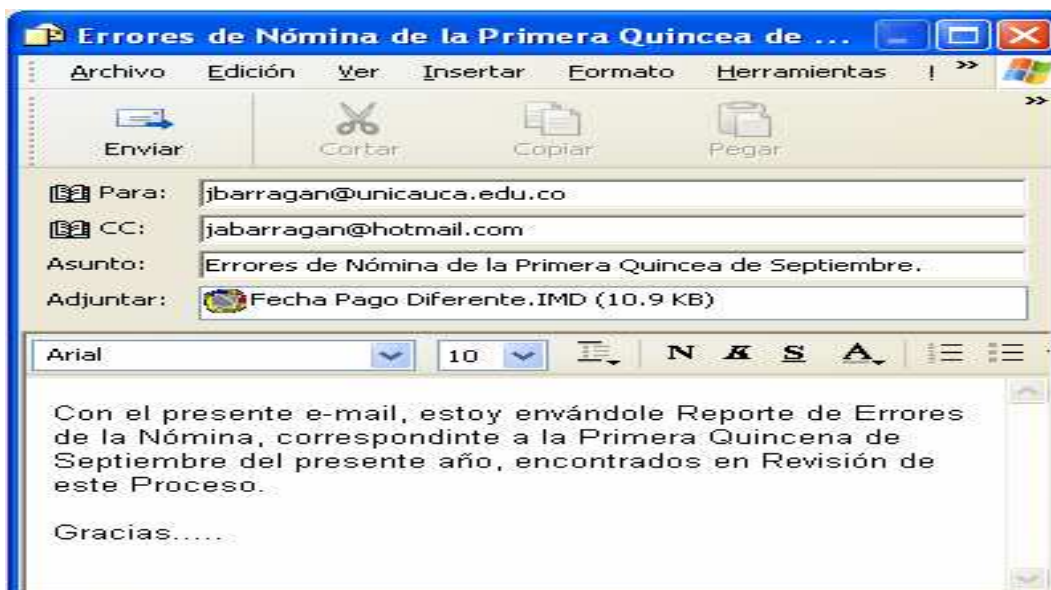 Errores de Nómina de la Primera Quincea de ...
Archivo Edición Ver Insertar Formato Herramientas »
»
Enviar Cortar Copiar Pegar
Para: jbarragan@unicauca.edu.co
CC: jabarragan@hotmail.com
Asunto: Errores de Nómina de la Primera Quincea de Septiembre.
Adjuntar: Fecha Pago Diferente.IMD (10.9 KB)
Arial 10 N K S A
Con el presente e-mail, estoy envándole Reporte de Errores
de la Nómina, correspondinte a la Primera Quincena de
Septiembre del presente año, encontrados en Revisión de
este Proceso.
Gracias.....